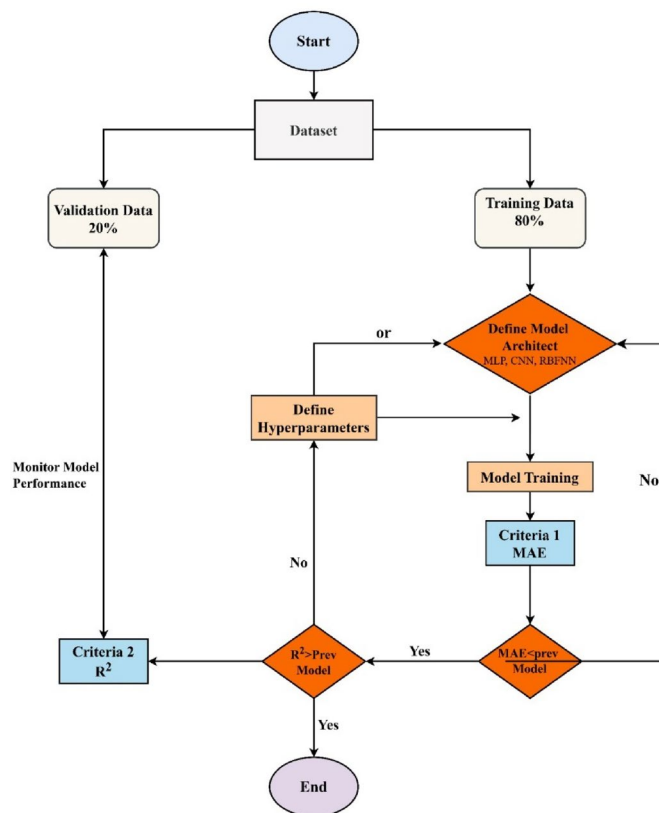 Start
Dataset
Validation Data
20%
Training Data
80%
or
Define Model
Architect
MLP, CNN, RBFNN
Define
Hyperparameters
Monitor Model
Performance
Model Training
No
Criteria 1
MAE
No
Criteria 2
R²
R²>Prev
Model
Yes
MAE<prev
Model
Yes
End